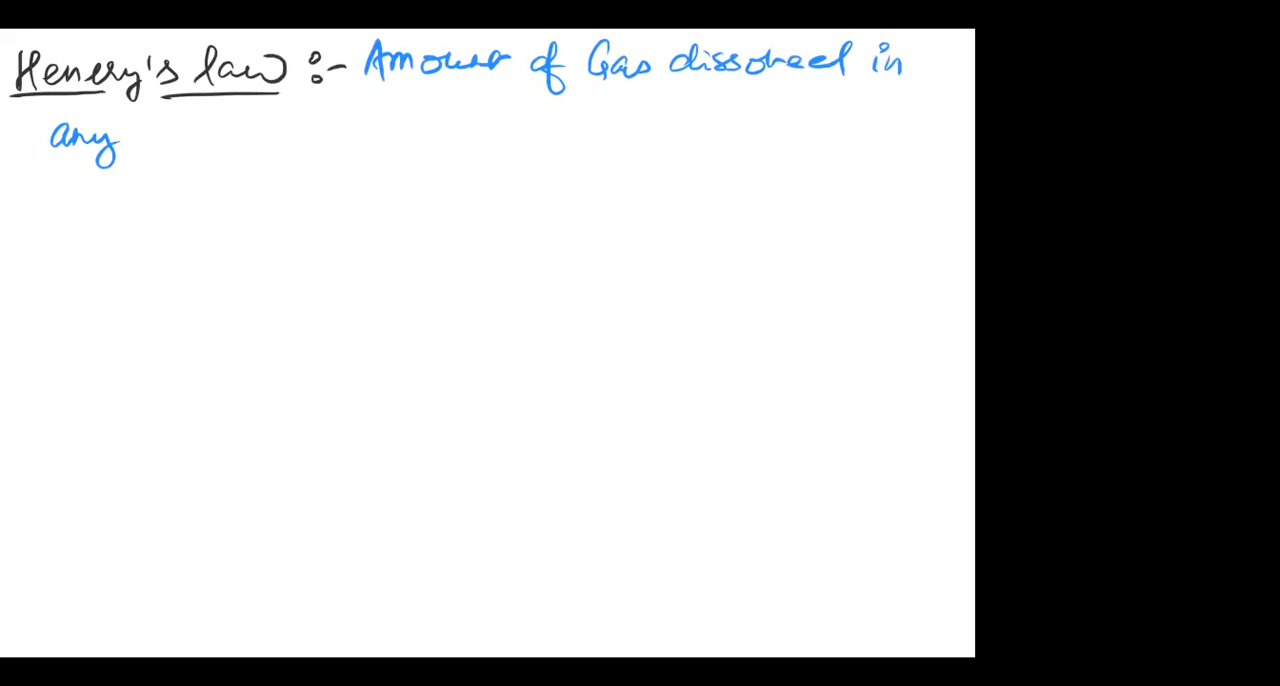 Henery's law :- Amount of Gas dissolved in
any